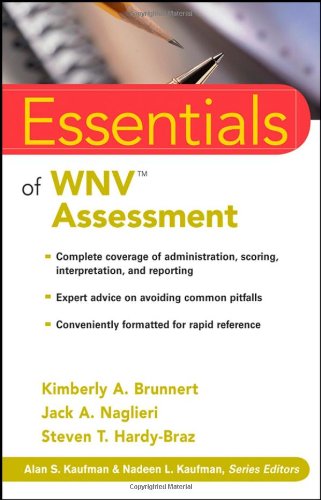 Essentials
of WNV™
Assessment
Complete coverage of administration, scoring,
interpretation, and reporting
Expert advice on avoiding common pitfalls
Conveniently formatted for rapid reference
Kimberly A. Brunnert
Jack A. Naglieri
Steven T. Hardy-Braz
Alan S. Kaufman & Nadeen L. Kaufman, Series Editors